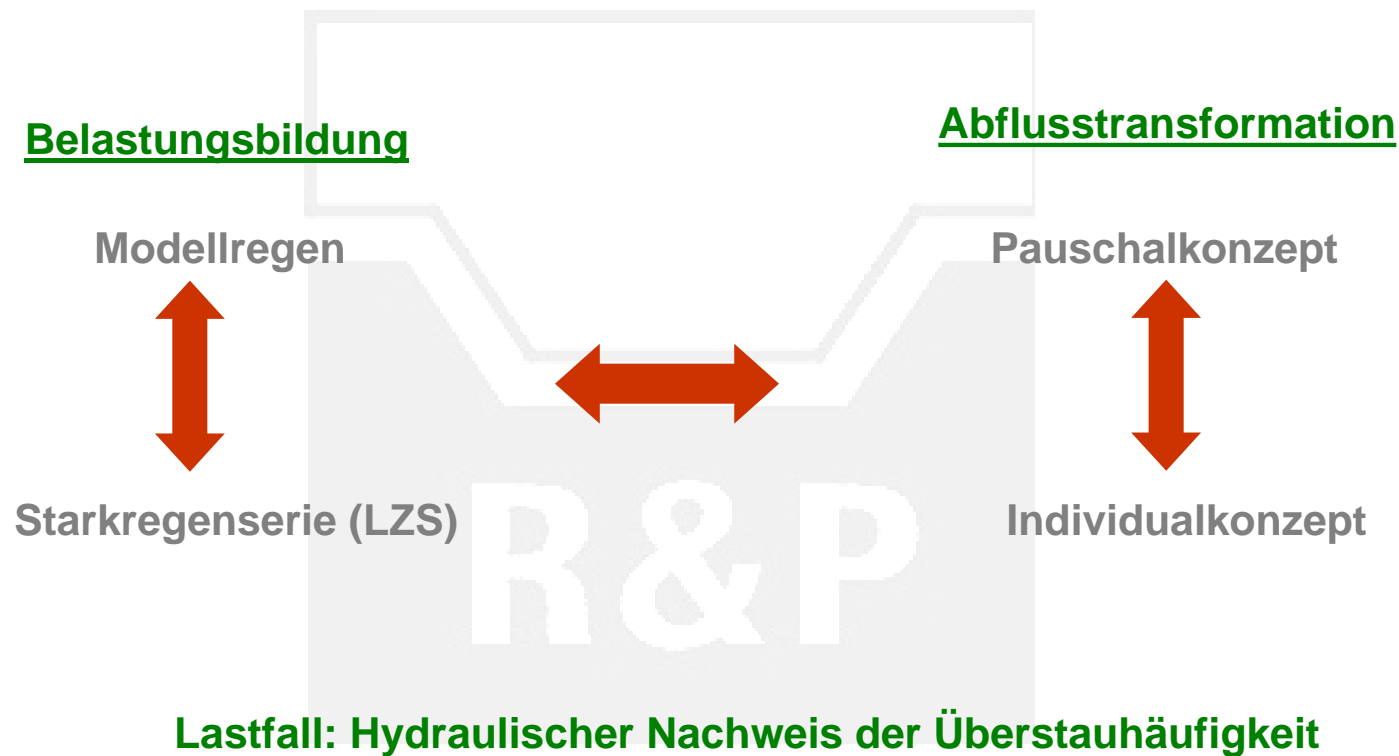 Belastungsbildung
Modellregen
Starkregenserie (LZS)
Abflusstransformation
Pauschalkonzept
Individualkonzept
R&P
Lastfall: Hydraulischer Nachweis der Überstauhäufigkeit